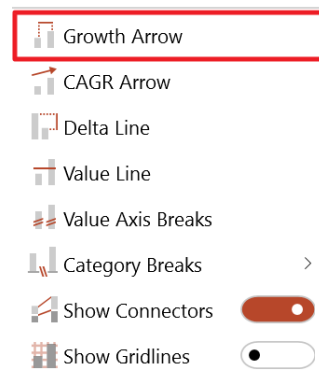 Growth Arrow
CAGR Arrow
Delta Line
Value Line
Value Axis Breaks
Category Breaks
Show Connectors
Show Gridlines